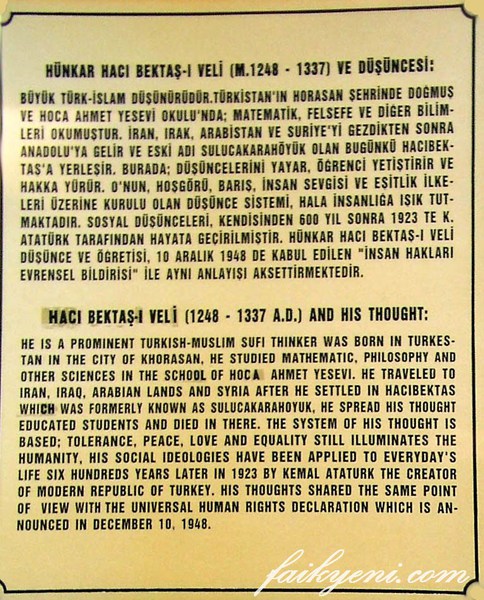 HÜNKAR HACI BEKTAŞ-I VELİ (M.1248 - 1337) VE DÜŞÜNCESİ:
BÜYÜK TÜRK-İSLAM DÜŞÜNÜRÜDÜR.TÜRKİSTAN'IN HORASAN ŞEHRİNDE DOĞMUŞ
VE HOCA AHMET YESEVİ OKULU'NDA; MATEMATİK, FELSEFE VE DİĞER BİLİM-
LERİ OKUMUŞTUR. İRAN, IRAK, ARABİSTAN VE SURİYE'Yİ GEZDİKTEN SONRA
ANADOLU'YA GELİR VE ESKİ ADI SULUCAKARAHÖYÜK OLAN BUGÜNKÜ HACIBEK-
TAŞ'A YERLEŞİR. BURADA; DÜŞÜNCELERİNİ YAYAR, ÖĞRENCİ YETİŞTİRİR VE
HAKKA YÜRÜR. O'NUN, HOŞGÖRÜ, BARIŞ, İNSAN SEVGİSİ VE EŞİTLİK İLKE-
LERİ ÜZERİNE KURULU OLAN DÜŞÜNCE SİSTEMİ, HALA İNSANLIĞA IŞIK TUT-
MAKTADIR. SOSYAL DÜŞÜNCELERİ, KENDİSİNDEN 600 YIL SONRA 1923 TE K.
ATATÜRK TARAFINDAN HAYATA GEÇİRİLMİŞTİR. HÜNKAR HACI BEKTAŞ-I VELİ
DÜŞÜNCE VE ÖĞRETİSİ, 10 ARALIK 1948 DE KABUL EDİLEN "İNSAN HAKLARI
EVRENSEL BİLDİRİSİ" İLE AYNI ANLAYIŞI AKSETTİRMEKTEDİR.
HACI BEKTAŞ-I VELİ (1248 - 1337 A.D.) AND HIS THOUGHT:
HE IS A PROMINENT TURKISH-MUSLIM SUFI THINKER WAS BORN IN TURKES-
TAN IN THE CITY OF KHORASAN, HE STUDIED MATHEMATIC, PHILOSOPHY AND
OTHER SCIENCES IN THE SCHOOL OF HOCA AHMET YESEVI. HE TRAVELED TO
IRAN, IRAQ, ARABIAN LANDS AND SYRIA AFTER HE SETTLED IN HACIBEKTAS
WHICH WAS FORMERLY KNOWN AS SULUCAKARAHOYUK, HE SPREAD HIS THOUGHT
EDUCATED STUDENTS AND DIED IN THERE. THE SYSTEM OF HIS THOUGHT IS
BASED; TOLERANCE, PEACE, LOVE AND EQUALITY STILL ILLUMINATES THE
HUMANITY, HIS SOCIAL IDEOLOGIES HAVE BEEN APPLIED TO EVERYDAY'S
LIFE SIX HUNDREDS YEARS LATER IN 1923 BY KEMAL ATATURK THE CREATOR
OF MODERN REPUBLIC OF TURKEY. HIS THOUGHTS SHARED THE SAME POINT
OF VIEW WITH THE UNIVERSAL HUMAN RIGHTS DECLARATION WHICH IS AN-
NOUNCED IN DECEMBER 10, 1948.
faikyeni.com